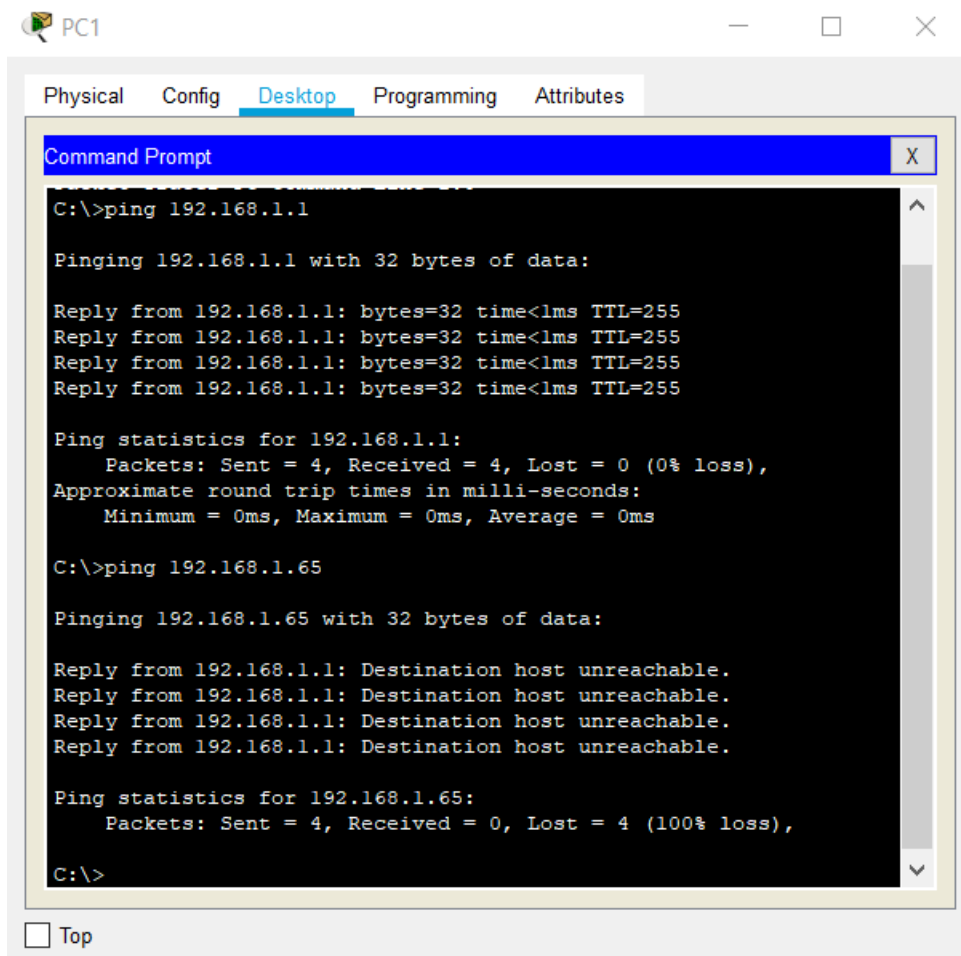 PC1
Physical Config Desktop Programming Attributes
Command Prompt
X
C:\>ping 192.168.1.1
Pinging 192.168.1.1 with 32 bytes of data:
Reply from 192.168.1.1: bytes=32 time<1ms TTL=255
Reply from 192.168.1.1: bytes=32 time<1ms TTL=255
Reply from 192.168.1.1: bytes=32 time<1ms TTL=255
Reply from 192.168.1.1: bytes=32 time<1ms TTL=255
Ping statistics for 192.168.1.1:
Packets: Sent = 4, Received = 4, Lost = 0 (0% loss),
Approximate round trip times in milli-seconds:
Minimum = 0ms, Maximum = 0ms, Average = 0ms
C:\>ping 192.168.1.65
Pinging 192.168.1.65 with 32 bytes of data:
Reply from 192.168.1.1: Destination host unreachable.
Reply from 192.168.1.1: Destination host unreachable.
Reply from 192.168.1.1: Destination host unreachable.
Reply from 192.168.1.1: Destination host unreachable.
Ping statistics for 192.168.1.65:
Packets: Sent = 4, Received = 0, Lost = 4 (100% loss),
C:\>
Top